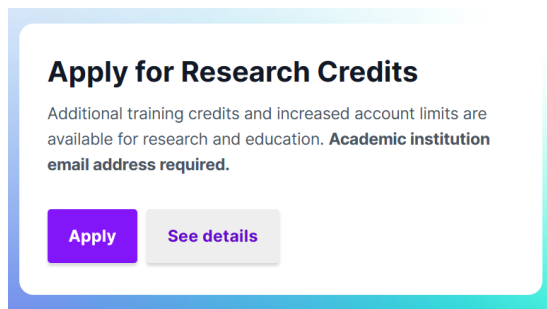 Apply for Research Credits
Additional training credits and increased account limits are
available for research and education. Academic institution
email address required.
Apply
See details